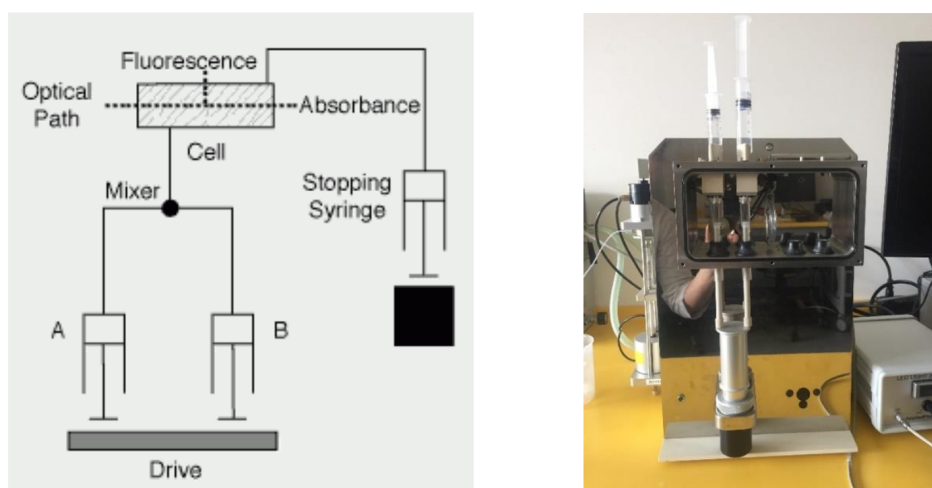 Fluorescence
Optical
Path
Absorbance
Cell
Mixer
Stopping
Syringe
A
B
Drive